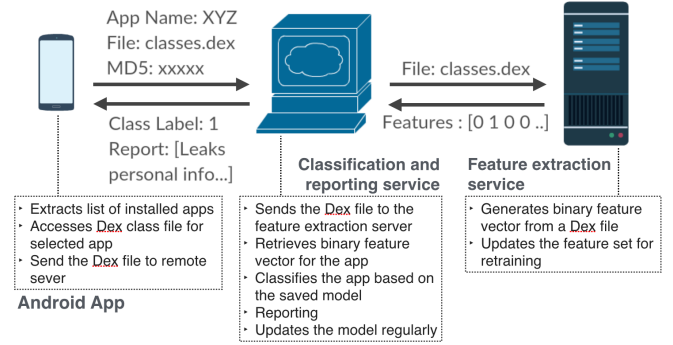 App Name: XYZ
File: classes.dex
MD5: xxxxx
Class Label: 1
Report: [Leaks
personal info...]
File: classes.dex
Features : [0 1 0 0 ..]
Classification and
reporting service
Feature extraction
service
‣ Extracts list of installed apps
‣ Accesses Dex class file for
selected app
‣ Send the Dex file to remote
sever
Android App
‣ Sends the Dex file to the
feature extraction server
‣ Retrieves binary feature
vector for the app
‣ Classifies the app based on
the saved model
‣ Reporting
‣ Updates the model regularly
‣ Generates binary feature
vector from a Dex file
‣ Updates the feature set for
retraining